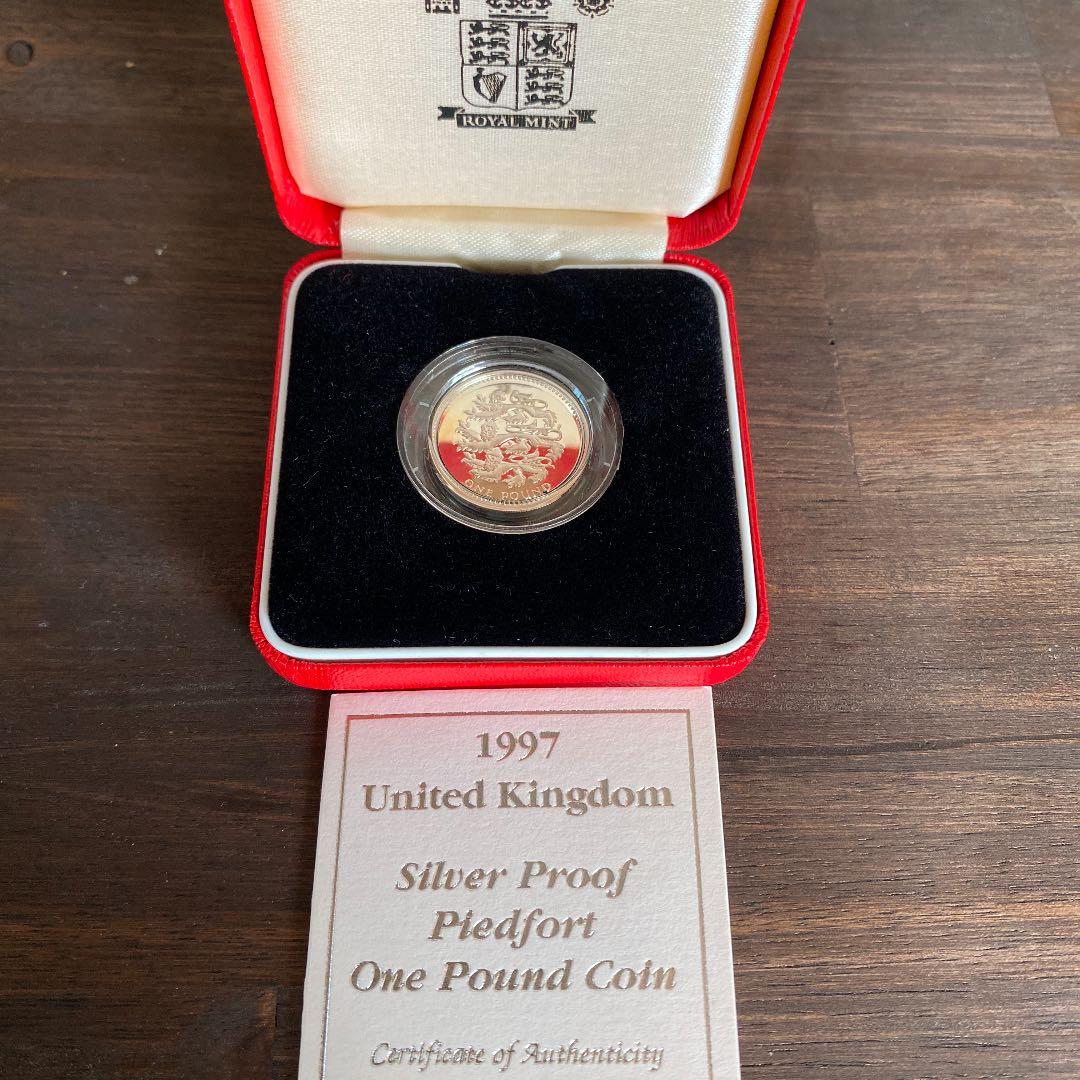 ROYAL MINT
ONE POUND
1997
United Kingdom
Silver Proof
Piedfort
One Pound Coin
Certificate of Authenticity